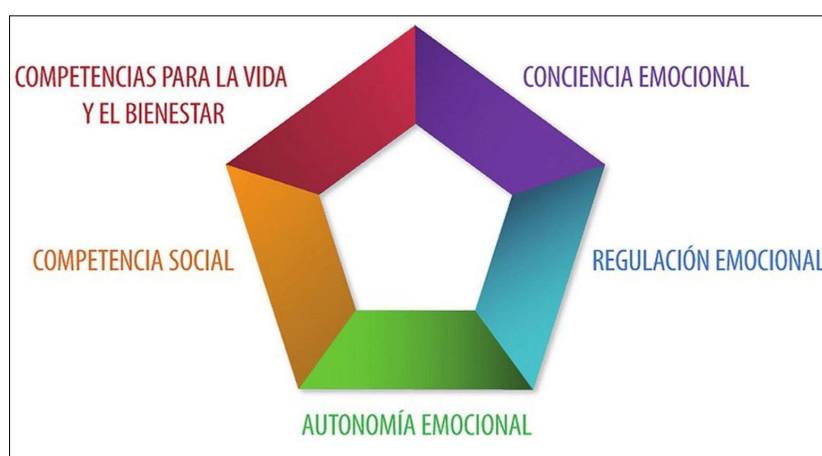 COMPETENCIAS PARA LA VIDA
Y EL BIENESTAR
CONCIENCIA EMOCIONAL
COMPETENCIA SOCIAL
REGULACIÓN EMOCIONAL
AUTONOMÍA EMOCIONAL